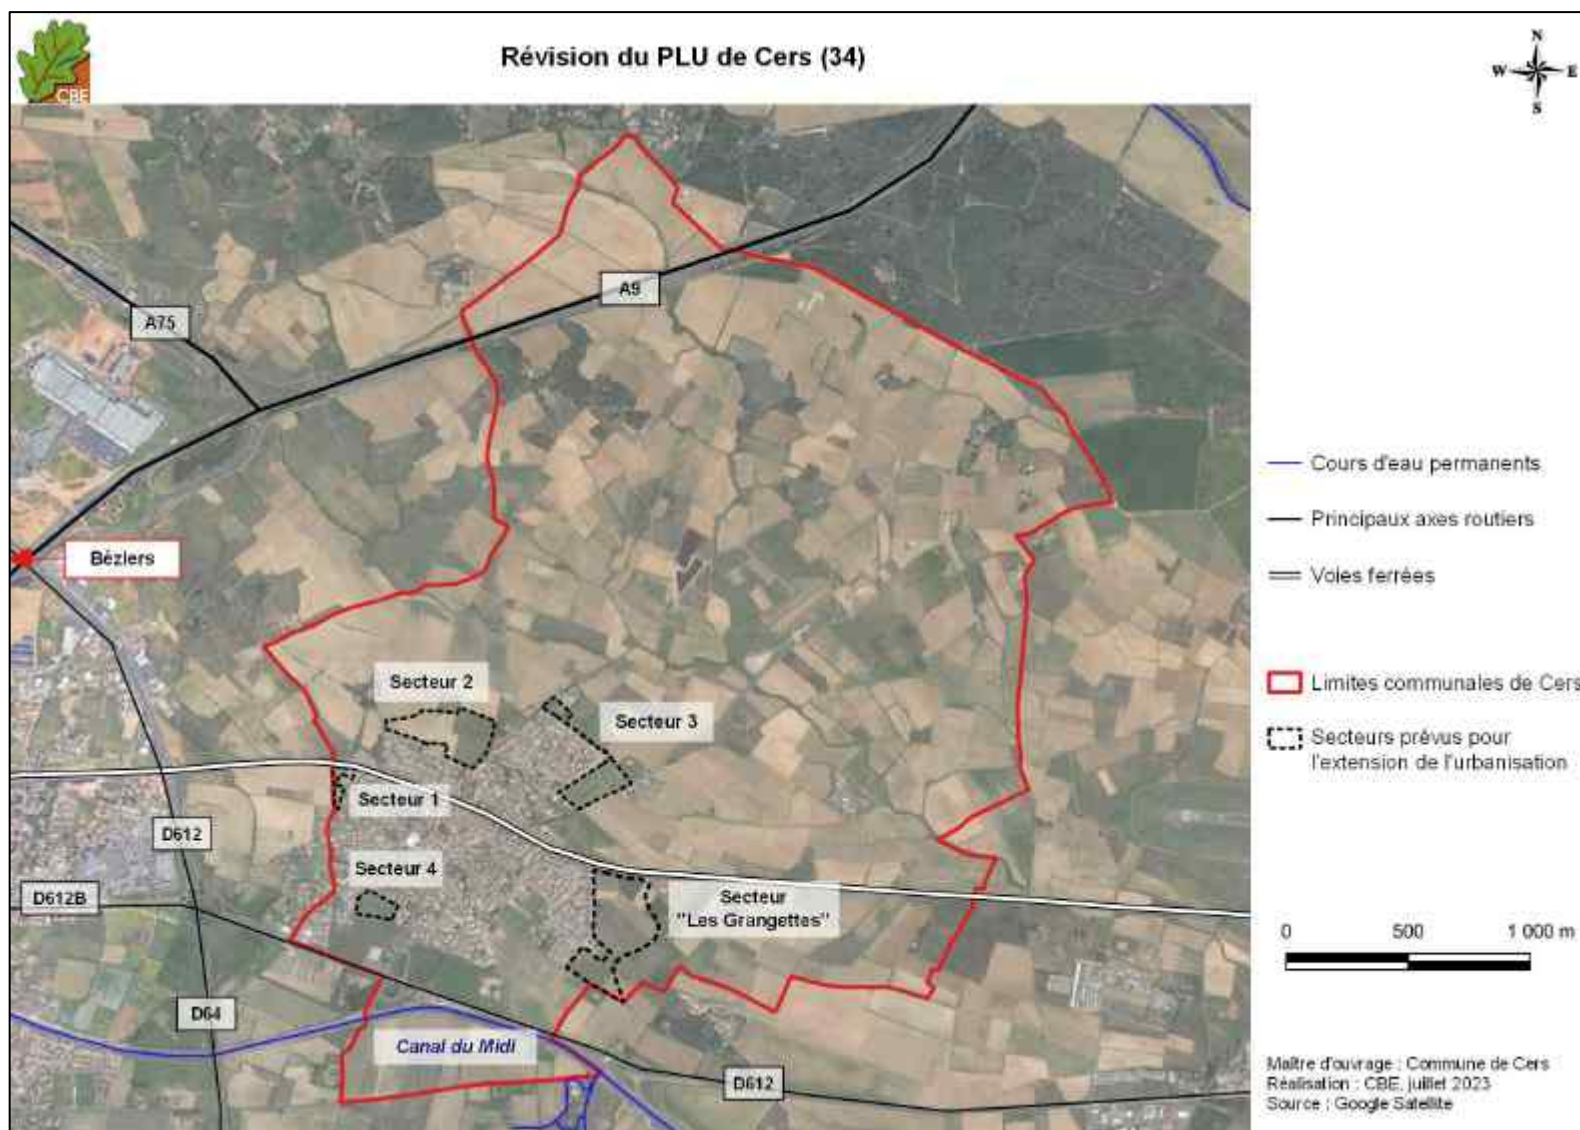 CBE
Révision du PLU de Cers (34)
N
W E
S
A9
A75
Béziers
Secteur 2
Secteur 3
Secteur 1
D612
Secteur 4
D612B
Secteur
"Les Grangettes"
D64
Canal du Midi
D612
Cours d'eau permanents
Principaux axes routiers
Voies ferrées
Limites communales de Cers
Secteurs prévus pour
l'extension de l'urbanisation
0 500 1 000 m
Maître d'ouvrage : Commune de Cers
Réalisation : CBE, juillet 2023
Source : Google Satellite